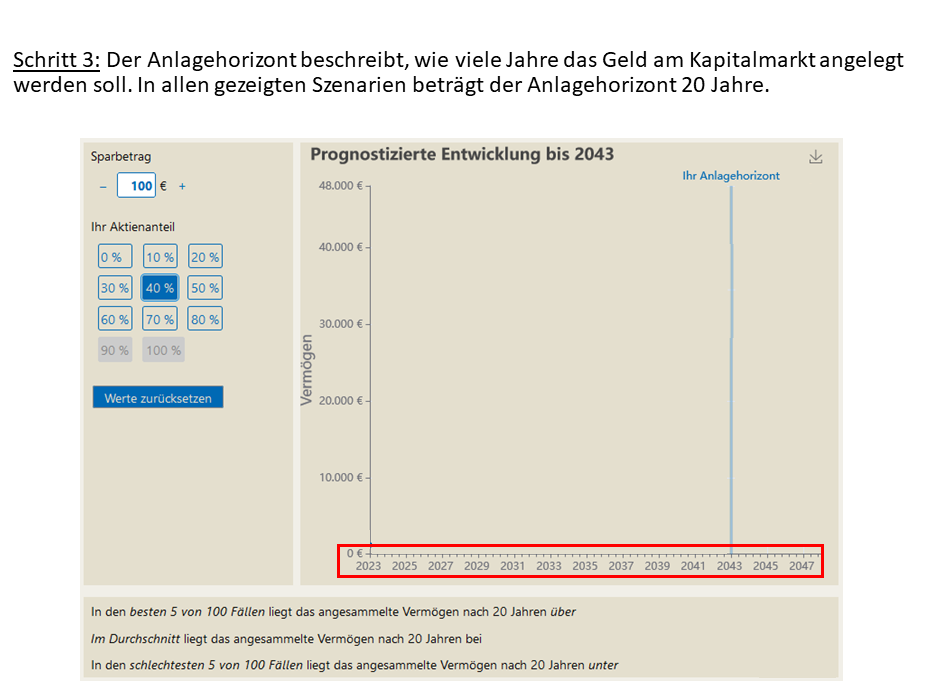 Schritt 3: Der Anlagehorizont beschreibt, wie viele Jahre das Geld am Kapitalmarkt angelegt
werden soll. In allen gezeigten Szenarien beträgt der Anlagehorizont 20 Jahre.
Sparbetrag
– 100 € +
Ihr Aktienanteil
0 % 10 % 20 %
30 % 40 % 50 %
60 % 70 % 80 %
90 % 100 %
Werte zurücksetzen
Prognostizierte Entwicklung bis 2043
Ihr Anlagehorizont
Vermögen
48.000 €
40.000 €
30.000 €
20.000 €
10.000 €
0 €
2023 2025 2027 2029 2031 2033 2035 2037 2039 2041 2043 2045 2047
In den besten 5 von 100 Fällen liegt das angesammelte Vermögen nach 20 Jahren über
Im Durchschnitt liegt das angesammelte Vermögen nach 20 Jahren bei
In den schlechtesten 5 von 100 Fällen liegt das angesammelte Vermögen nach 20 Jahren unter